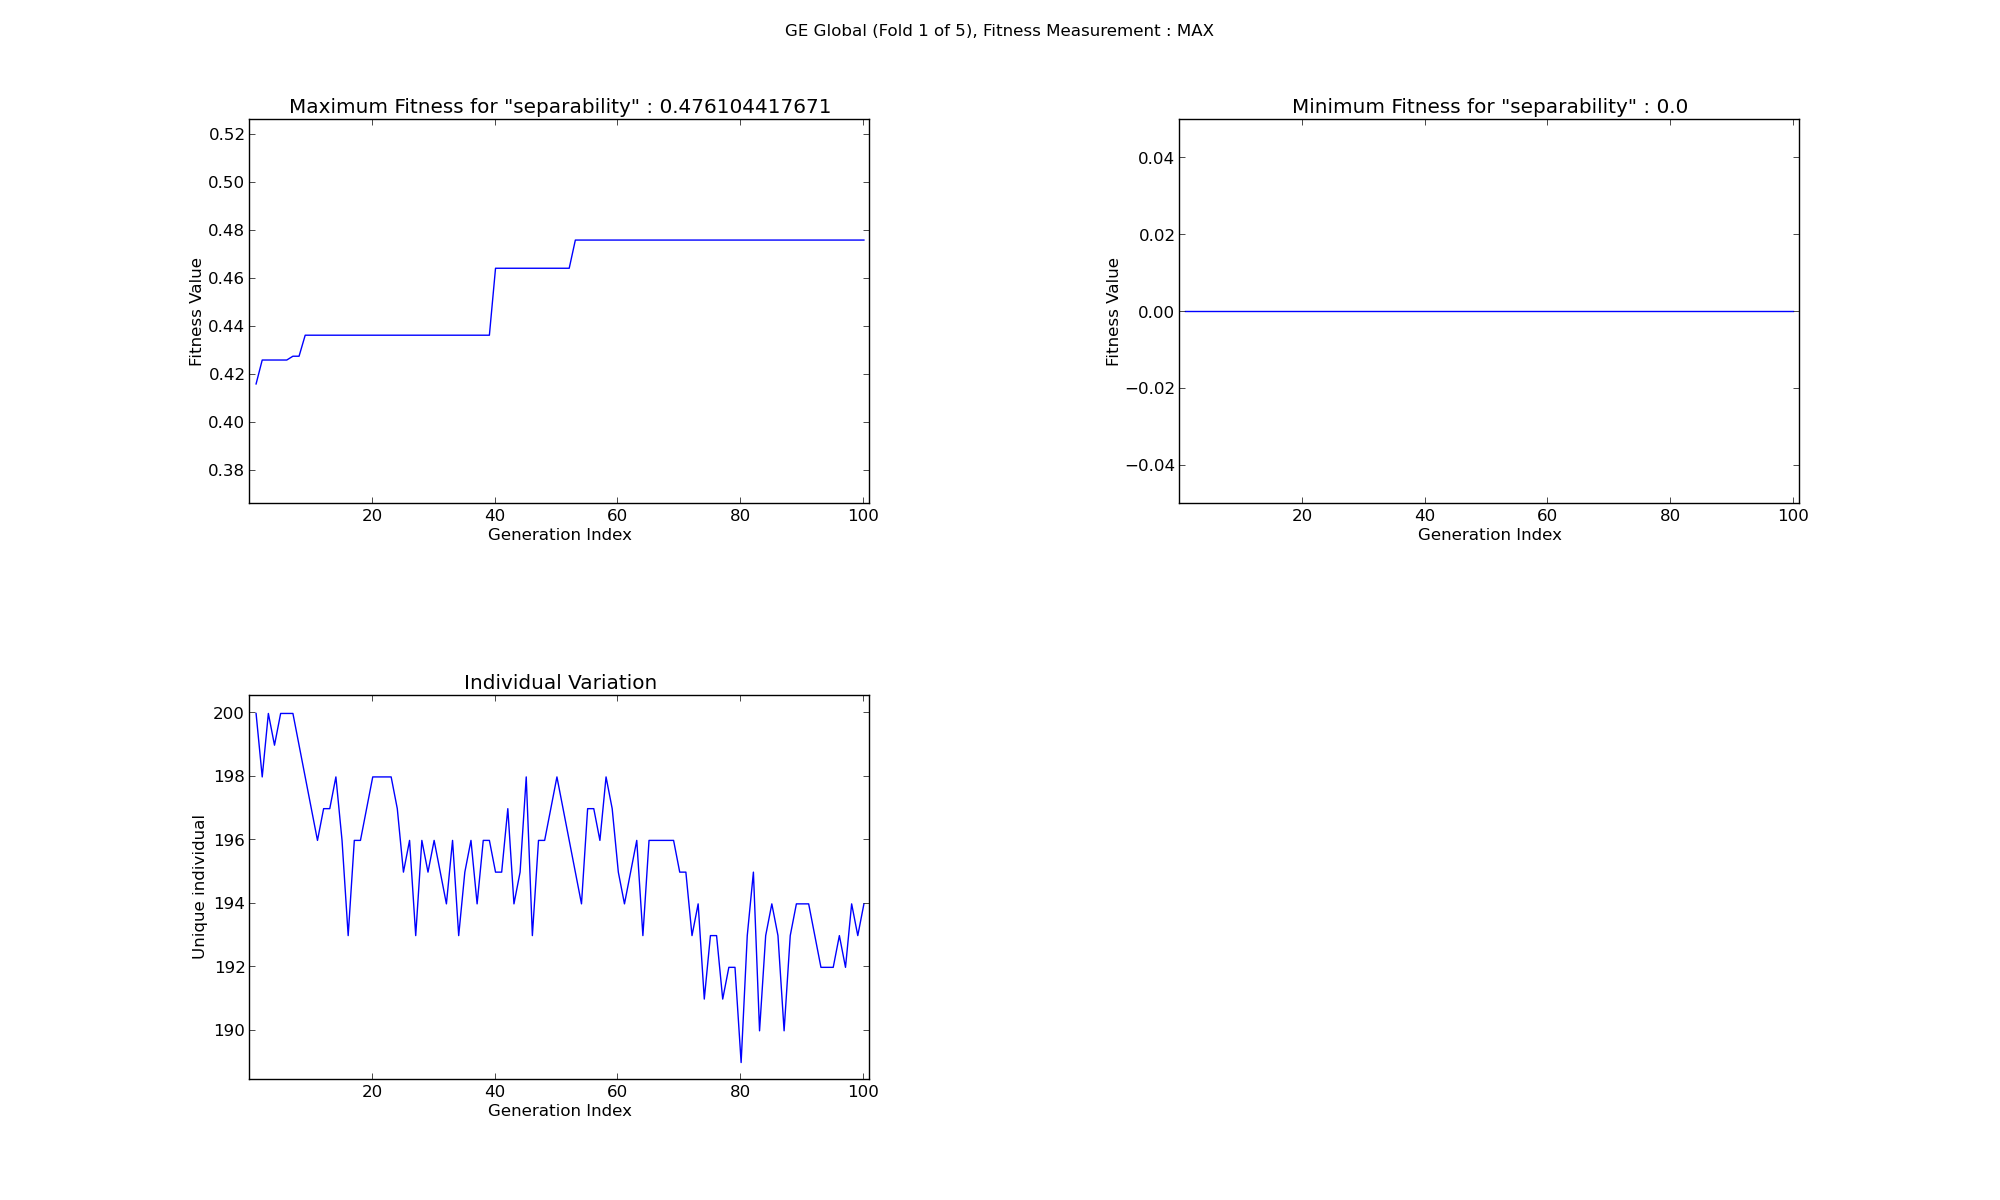 GE Global (Fold 1 of 5), Fitness Measurement : MAX
Maximum Fitness for "separability" : 0.476104417671
0.52
0.50
0.48
0.46
0.44
0.42
0.40
0.38
Fitness Value
20 40 60 80 100
Generation Index
Minimum Fitness for "separability" : 0.0
0.04
0.02
0.00
−0.02
−0.04
Fitness Value
20 40 60 80 100
Generation Index
Individual Variation
200
198
196
194
192
190
Unique individual
20 40 60 80 100
Generation Index